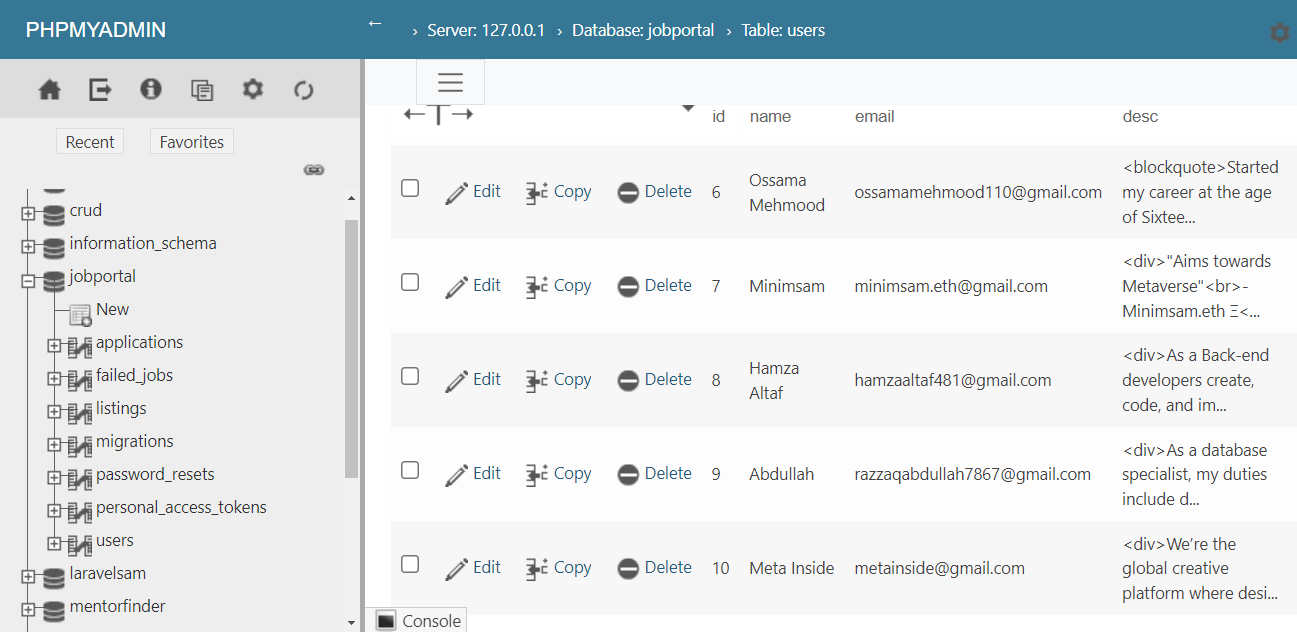 PHPMYADMIN
← › Server: 127.0.0.1 › Database: jobportal › Table: users
Recent
Favorites
crud
information_schema
jobportal
New
applications
failed_jobs
listings
migrations
password_resets
personal_access_tokens
users
laravelsam
mentorfinder
←T→ id name email desc
Edit Copy Delete 6 Ossama
Mehmood ossamamehmood110@gmail.com <blockquote>Started
my career at the age
of Sixtee...
Edit Copy Delete 7 Minimsam minimsam.eth@gmail.com <div>"Aims towards
Metaverse"<br>-
Minimsam.eth Ξ<...
Edit Copy Delete 8 Hamza
Altaf hamzaaltaf481@gmail.com <div>As a Back-end
developers create,
code, and im...
Edit Copy Delete 9 Abdullah razzaqabdullah7867@gmail.com <div>As a database
specialist, my duties
include d...
Edit Copy Delete 10 Meta Inside metainside@gmail.com <div>We're the
global creative
platform where desi...
Console